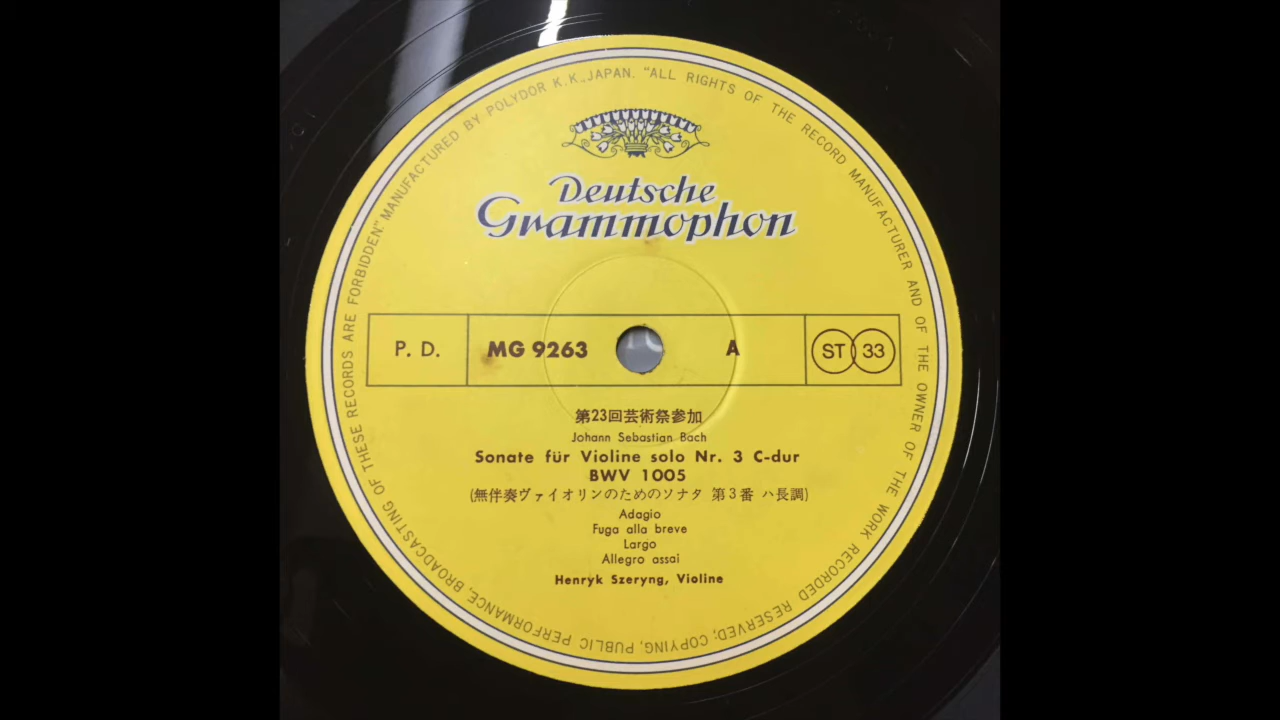 "MANUFACTURED BY POLYDOR K.K., JAPAN. "ALL RIGHTS OF THE RECORD MANUFACTURER AND OF THE OWNER OF THE WORK RECORDED RESERVED; COPYING, PUBLIC PERFORMANCE, BROADCASTING OF THESE RECORDS ARE FORBIDDEN."
Deutsche
Grammophon
P. D. MG 9263 A ST 33
第23回芸術祭参加
Johann Sebastian Bach
Sonate für Violine solo Nr. 3 C-dur
BWV 1005
(無伴奏ヴァイオリンのためのソナタ 第3番 ハ長調)
Adagio
Fuga alla breve
Largo
Allegro assai
Henryk Szeryng, Violine